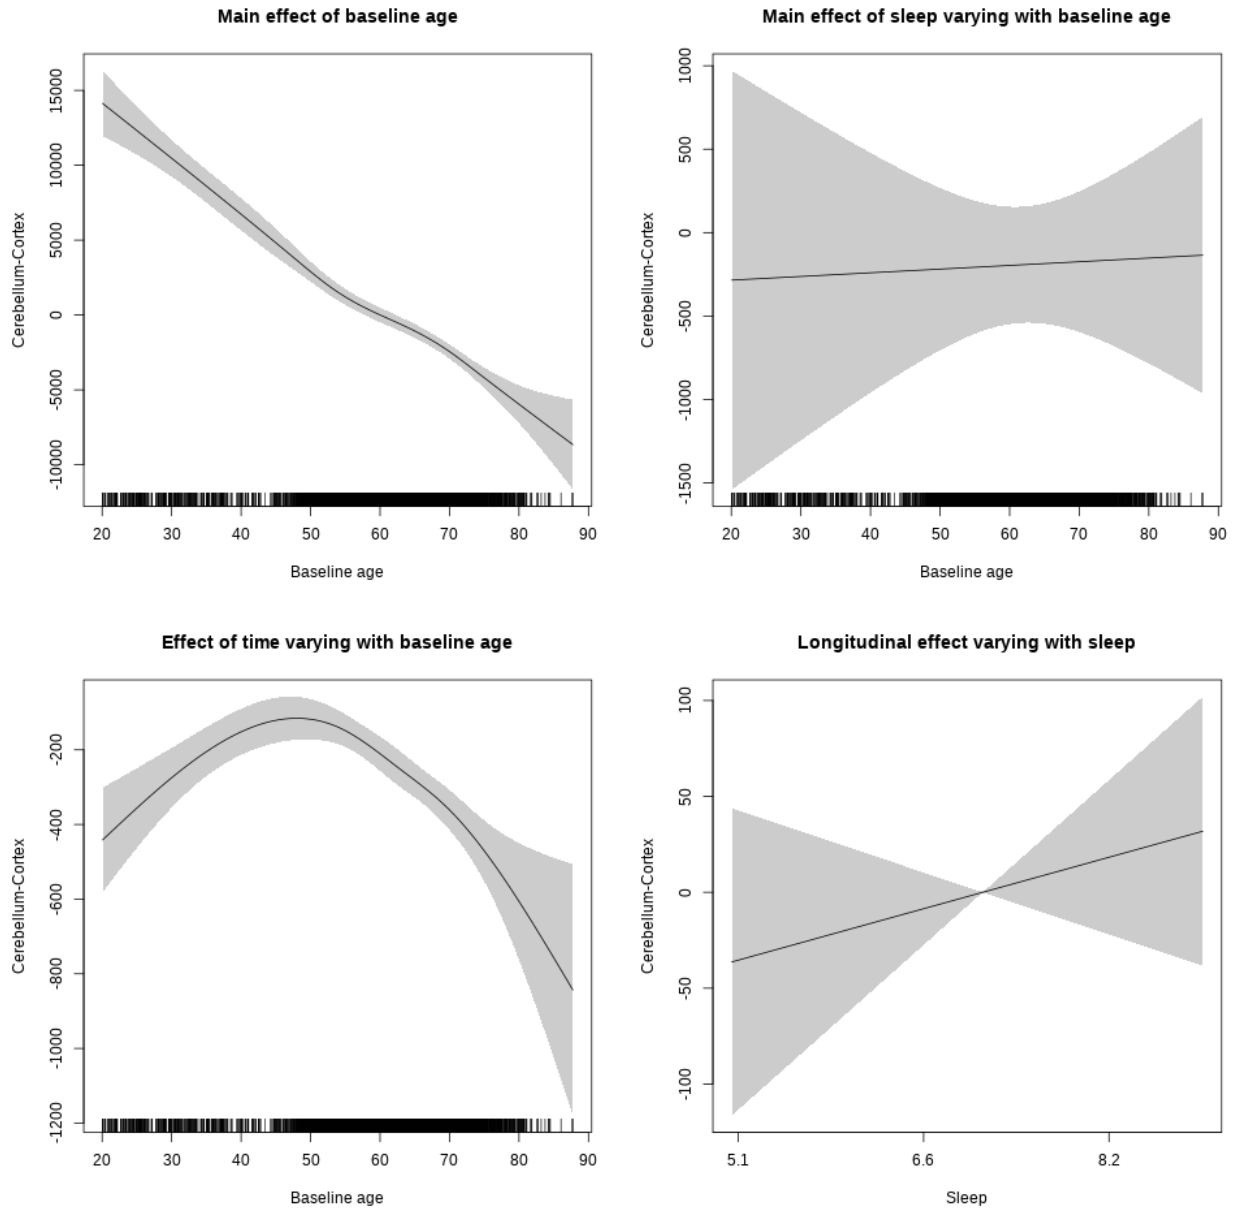 Main effect of baseline age
Cerebellum-Cortex
15000
10000
5000
0
-5000
-10000
20 30 40 50 60 70 80 90
Baseline age
Main effect of sleep varying with baseline age
Cerebellum-Cortex
1000
500
0
-500
-1000
-1500
20 30 40 50 60 70 80 90
Baseline age
Effect of time varying with baseline age
Cerebellum-Cortex
-200
-400
-600
-800
-1000
-1200
20 30 40 50 60 70 80 90
Baseline age
Longitudinal effect varying with sleep
Cerebellum-Cortex
100
50
0
-50
-100
5.1 6.6 8.2
Sleep